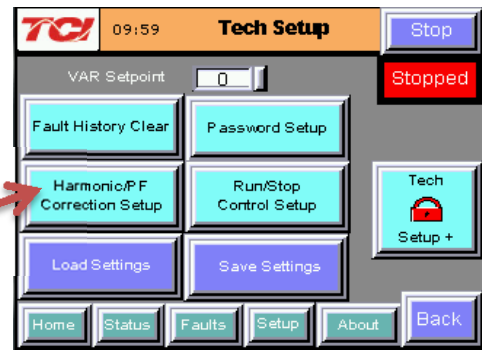 TCI 09:59 Tech Setup Stop
VAR Setpoint 0 Stopped
Fault History Clear Password Setup
Harmonic/PF
Correction Setup
Run/Stop
Control Setup
Tech
Setup +
Load Settings Save Settings
Home Status Faults Setup About Back